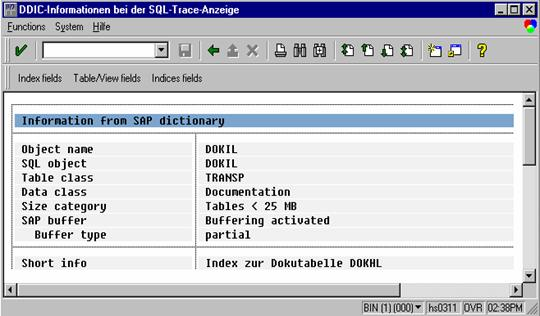 DDIC-Informationen bei der SQL-Trace-Anzeige
Functions System Hilfe
Index fields Table/View fields Indices fields
Information from SAP dictionary
Object name DOKIL
SQL object DOKIL
Table class TRANSP
Data class Documentation
Size category Tables < 25 MB
SAP buffer Buffering activated
Buffer type partial
Short info Index zur Dokutabelle DOKHL
BIN (1) (000) hs0311 OVR 02:38PM